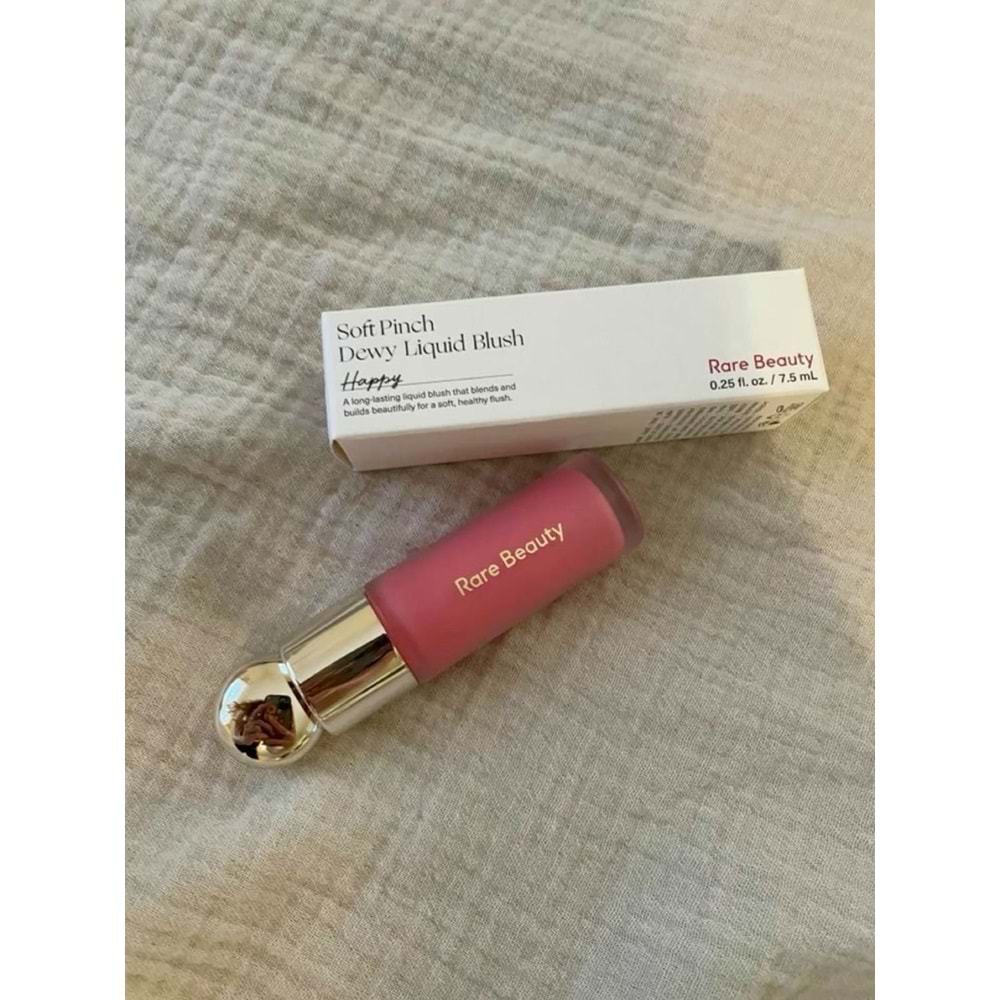 Soft Pinch
Dewy Liquid Blush
Happy
A long-lasting liquid blush that blends and
builds beautifully for a soft, healthy flush.
Rare Beauty
0.25 fl. oz. / 7.5 mL
Rare Beauty